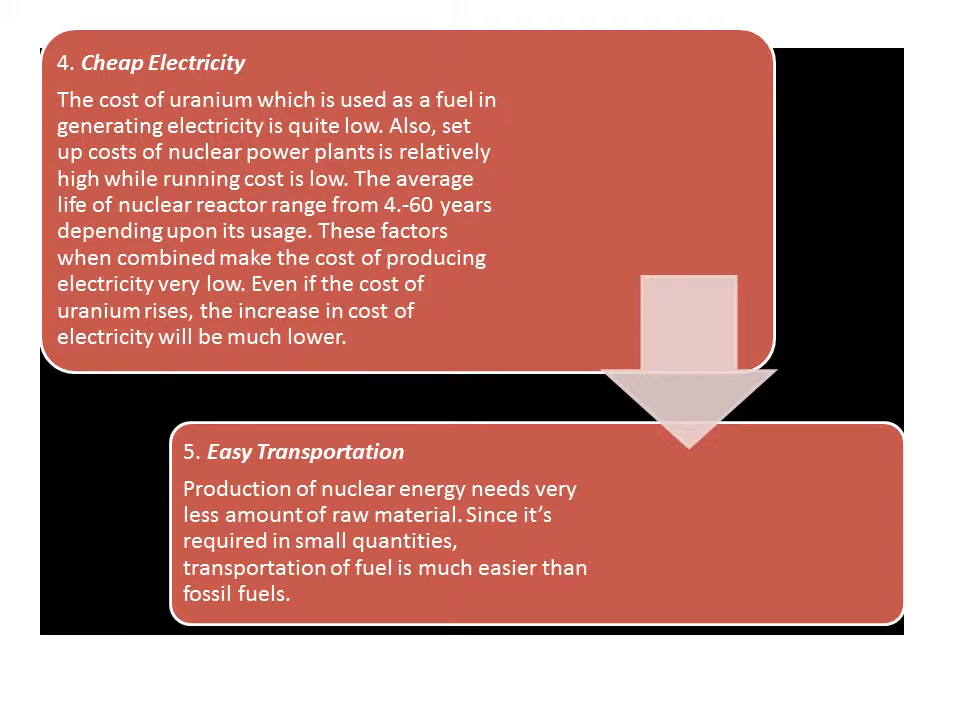 4. Cheap Electricity
The cost of uranium which is used as a fuel in
generating electricity is quite low. Also, set
up costs of nuclear power plants is relatively
high while running cost is low. The average
life of nuclear reactor range from 4.-60 years
depending upon its usage. These factors
when combined make the cost of producing
electricity very low. Even if the cost of
uranium rises, the increase in cost of
electricity will be much lower.
5. Easy Transportation
Production of nuclear energy needs very
less amount of raw material. Since it’s
required in small quantities,
transportation of fuel is much easier than
fossil fuels.